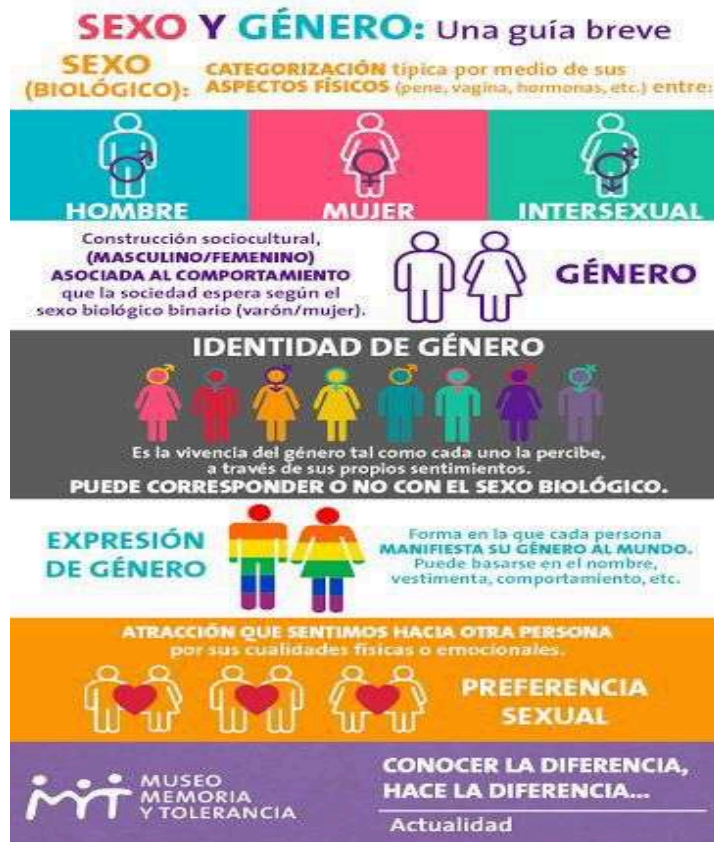 SEXO Y GÉNERO: Una guía breve
SEXO
(BIOLÓGICO):
CATEGORIZACIÓN típica por medio de sus
ASPECTOS FÍSICOS (pene, vagina, hormonas, etc.) entre:
HOMBRE
MUJER
INTERSEXUAL
Construcción sociocultural,
(MASCULINO/FEMENINO)
ASOCIADA AL COMPORTAMIENTO
que la sociedad espera según el
sexo biológico binario (varón/mujer).
GÉNERO
IDENTIDAD DE GÉNERO
Es la vivencia del género tal como cada uno la percibe,
a través de sus propios sentimientos.
PUEDE CORRESPONDER O NO CON EL SEXO BIOLÓGICO.
EXPRESIÓN
DE GÉNERO
Forma en la que cada persona
MANIFIESTA SU GÉNERO AL MUNDO.
Puede basarse en el nombre,
vestimenta, comportamiento, etc.
ATRACCIÓN QUE SENTIMOS HACIA OTRA PERSONA
por sus cualidades físicas o emocionales.
PREFERENCIA
SEXUAL
MYT
MUSEO
MEMORIA
Y TOLERANCIA
CONOCER LA DIFERENCIA,
HACE LA DIFERENCIA...
Actualidad